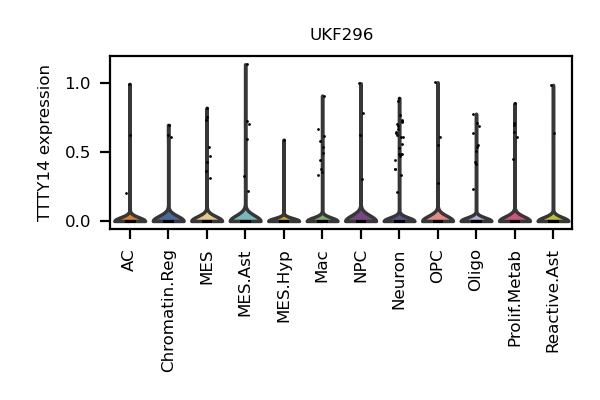 UKF296
TTTY14 expression
1.0
0.5
0.0
AC
Chromatin.Reg
MES
MES.Ast
MES.Hyp
Mac
NPC
Neuron
OPC
Oligo
Prolif.Metab
Reactive.Ast